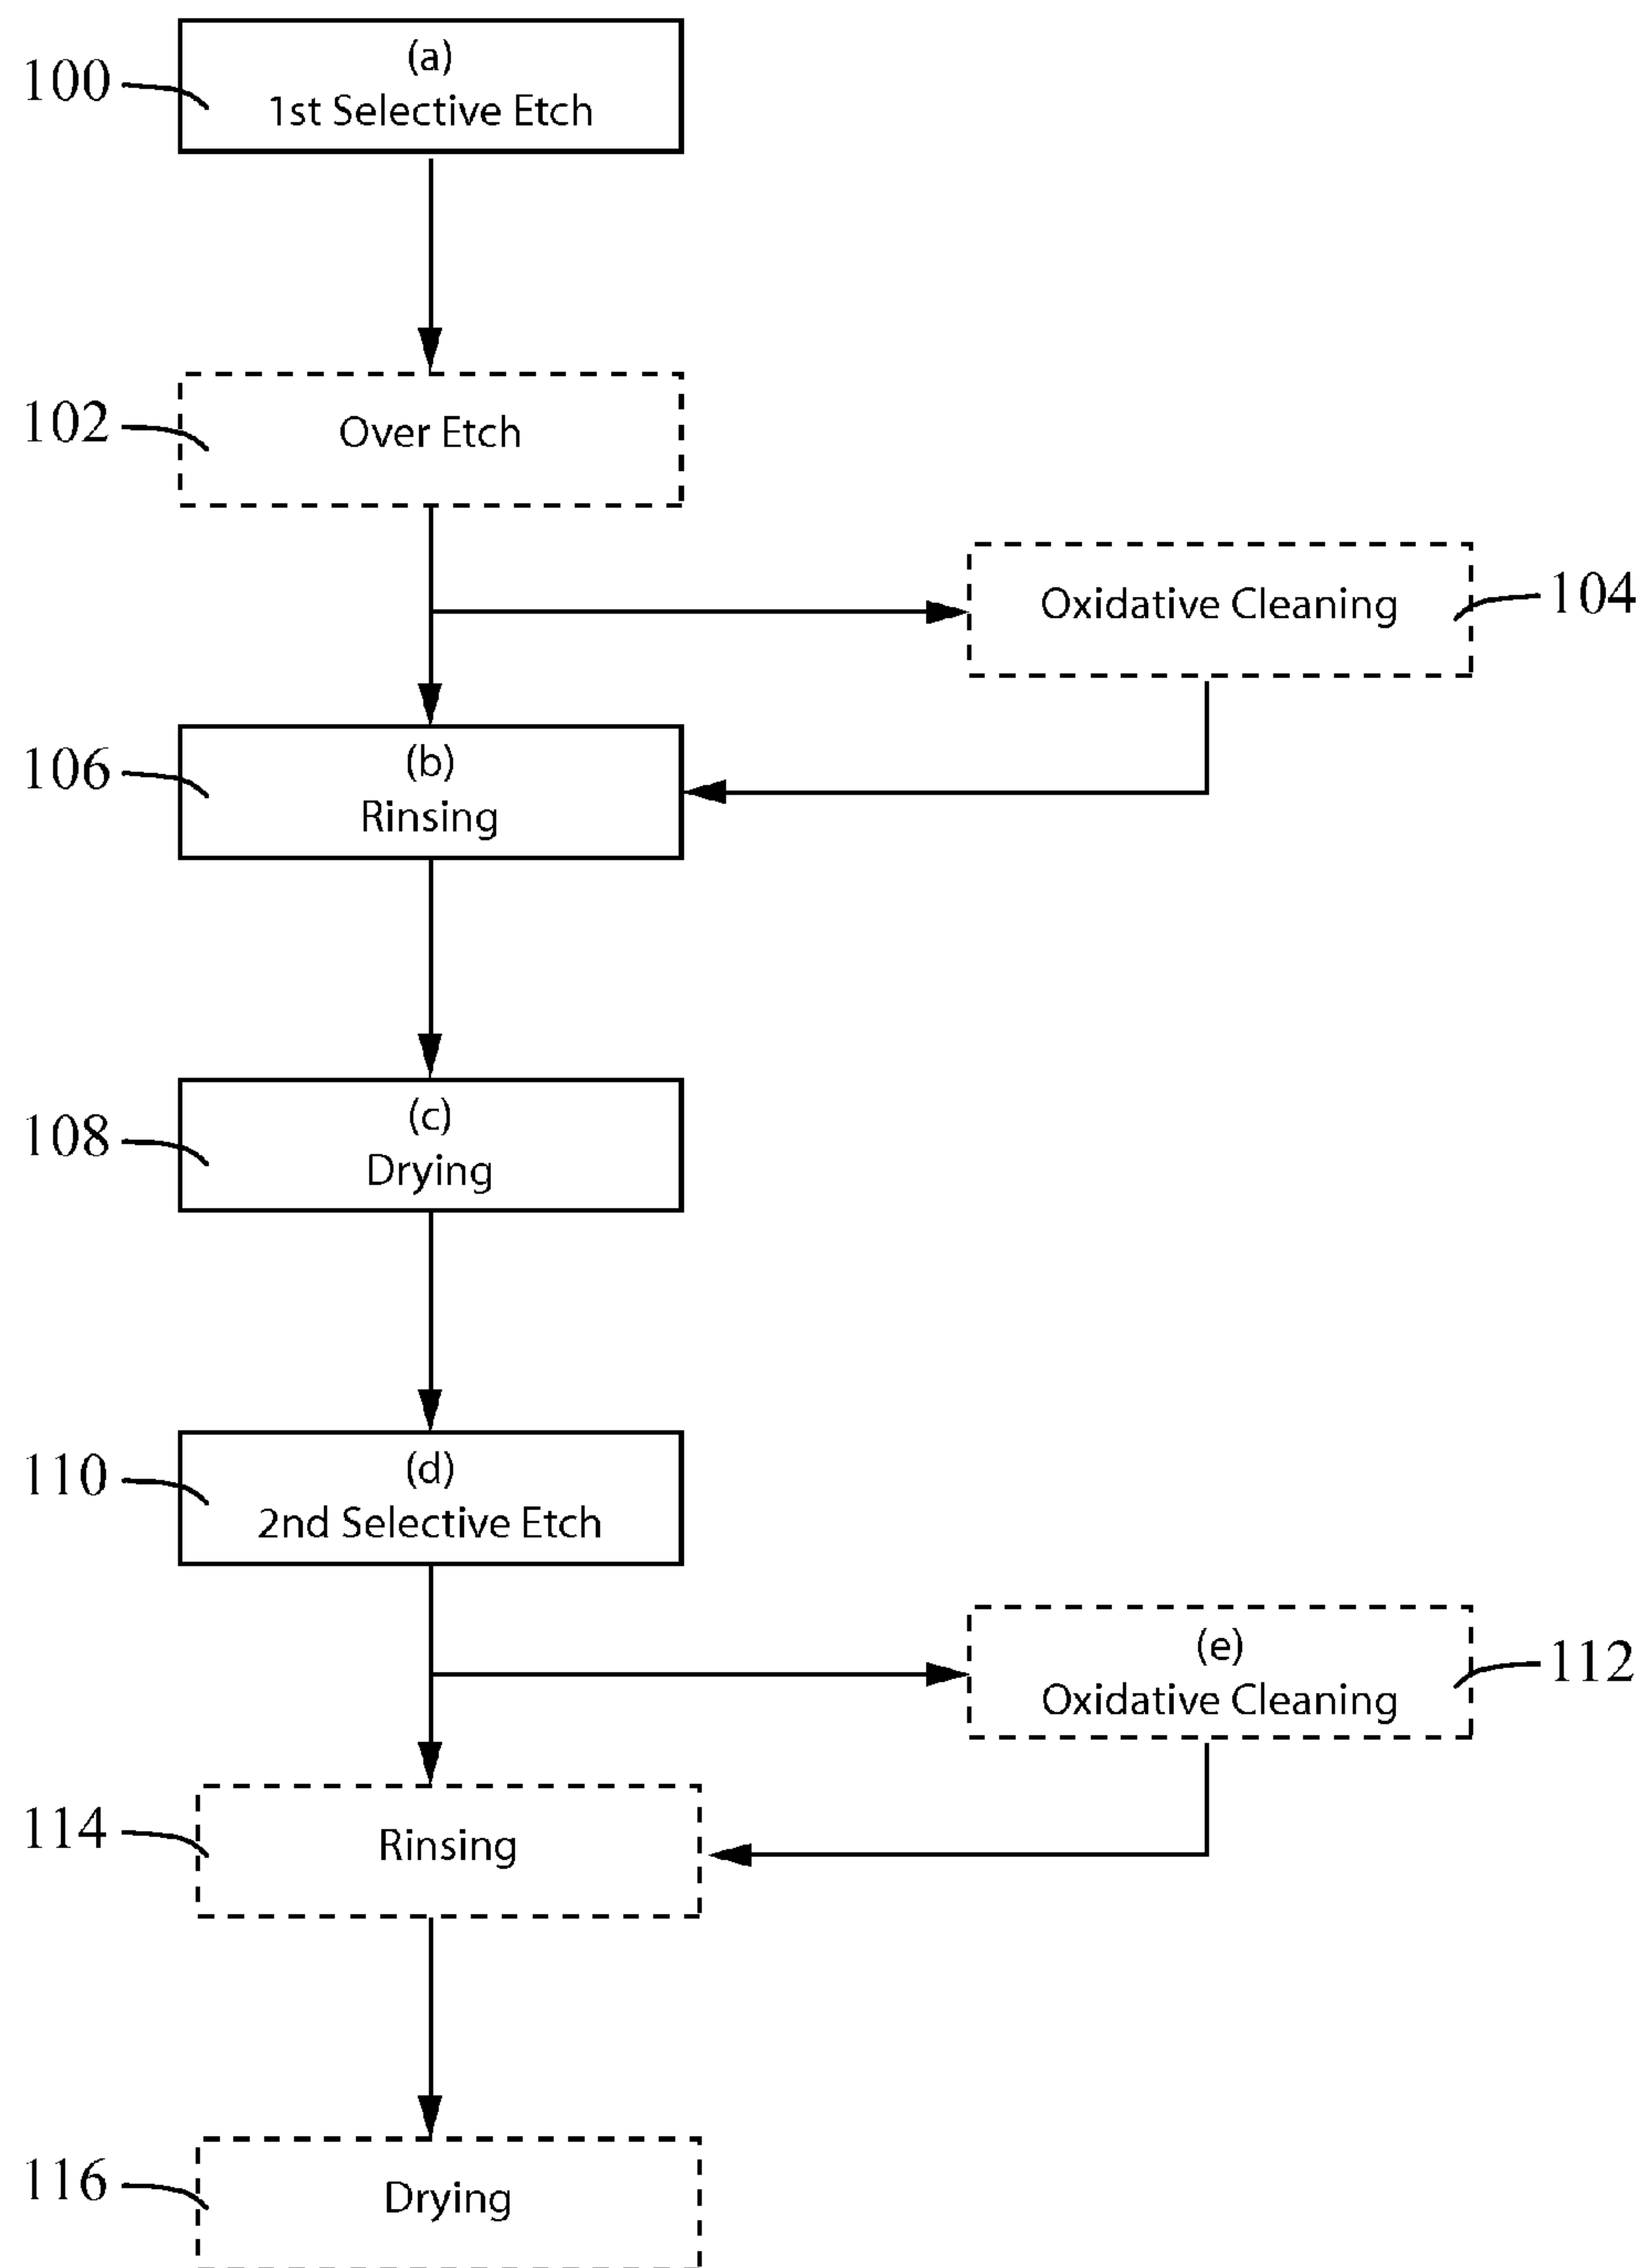 100
(a)
1st Selective Etch
102
Over Etch
Oxidative Cleaning
104
106
(b)
Rinsing
108
(c)
Drying
110
(d)
2nd Selective Etch
(e)
Oxidative Cleaning
112
114
Rinsing
116
Drying